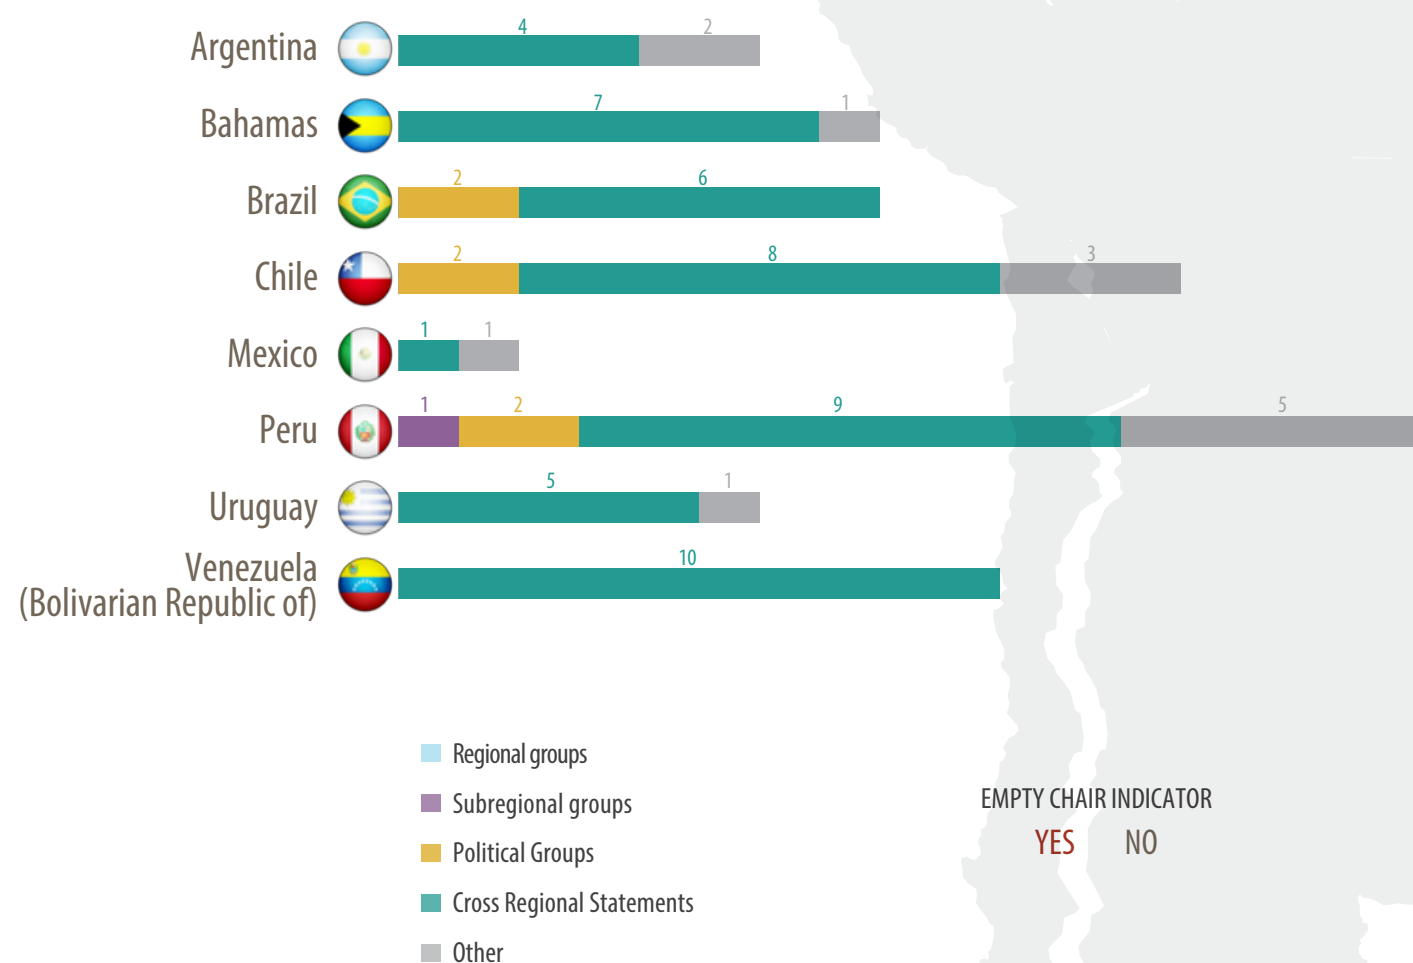 4 2
Argentina
7 1
Bahamas
2 6
Brazil
2 8 3
Chile
1 1
Mexico
1 2 9 5
Peru
5 1
Uruguay
10
Venezuela
(Bolivarian Republic of)
Regional groups
Subregional groups
Political Groups
Cross Regional Statements
Other
EMPTY CHAIR INDICATOR
YES NO